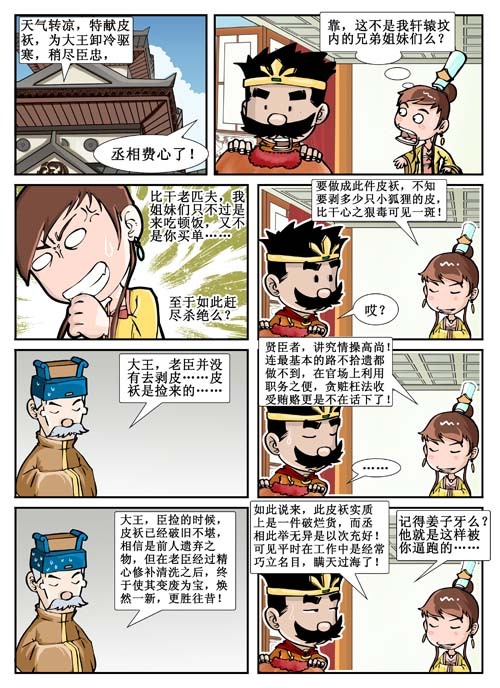 天气转凉，特献皮
袄，为大王卸冷驱
寒，稍尽臣忠，
丞相费心了！
靠，这不是我轩辕坟
内的兄弟姐妹们么？
比干老匹夫，我
姐妹们只不过是
来吃顿饭，又不
是你买单……
至于如此赶
尽杀绝么？
要做成此件皮袄，不知
要剥多少只小狐狸的皮，
比干心之狠毒可见一斑！
哎？
大王，老臣并没
有去剥皮……皮
袄是捡来的……
贤臣者，讲究情操高尚！
连最基本的路不拾遗都
做不到，在官场上利用
职务之便，贪赃枉法收
受贿赂更是不在话下了！
……
大王，臣捡的时候，
皮袄已经破旧不堪，
相信是前人遗弃之
物，但在老臣经过精
心修补清洗之后，终
于使其变废为宝，焕
然一新，更胜往昔！
如此说来，此皮袄实质
上是一件破烂货，而丞
相此举无异是以次充好！
可见平时在工作中是经常
巧立名目，瞒天过海了！
记得姜子牙么？
他就是这样被
你逼跑的……